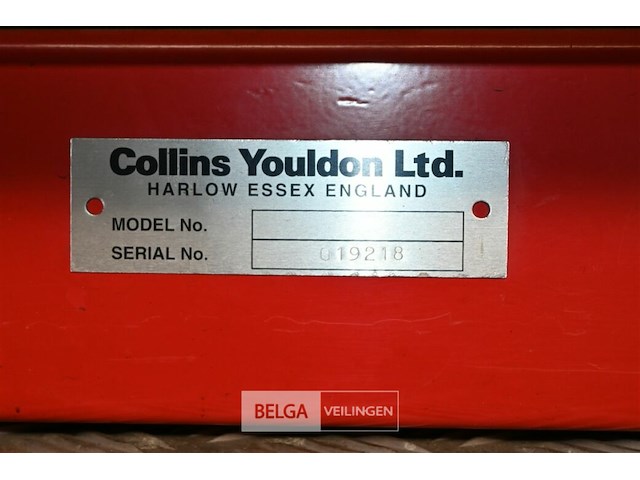 Collins Youldon Ltd.
HARLOW ESSEX ENGLAND
MODEL No.
SERIAL No. 019218
BELGA VEILINGEN